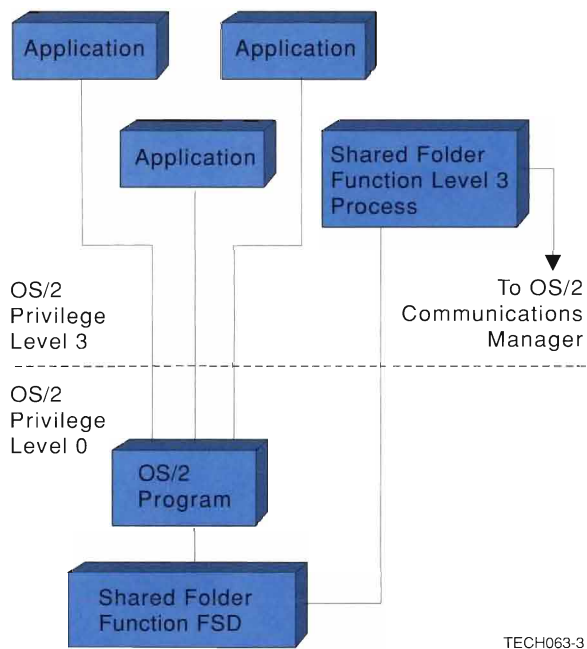 Application
Application
Application
Shared Folder
Function Level 3
Process
OS/2
Privilege
Level 3
To OS/2
Communications
Manager
OS/2
Privilege
Level 0
OS/2
Program
Shared Folder
Function FSD
TECH063-3